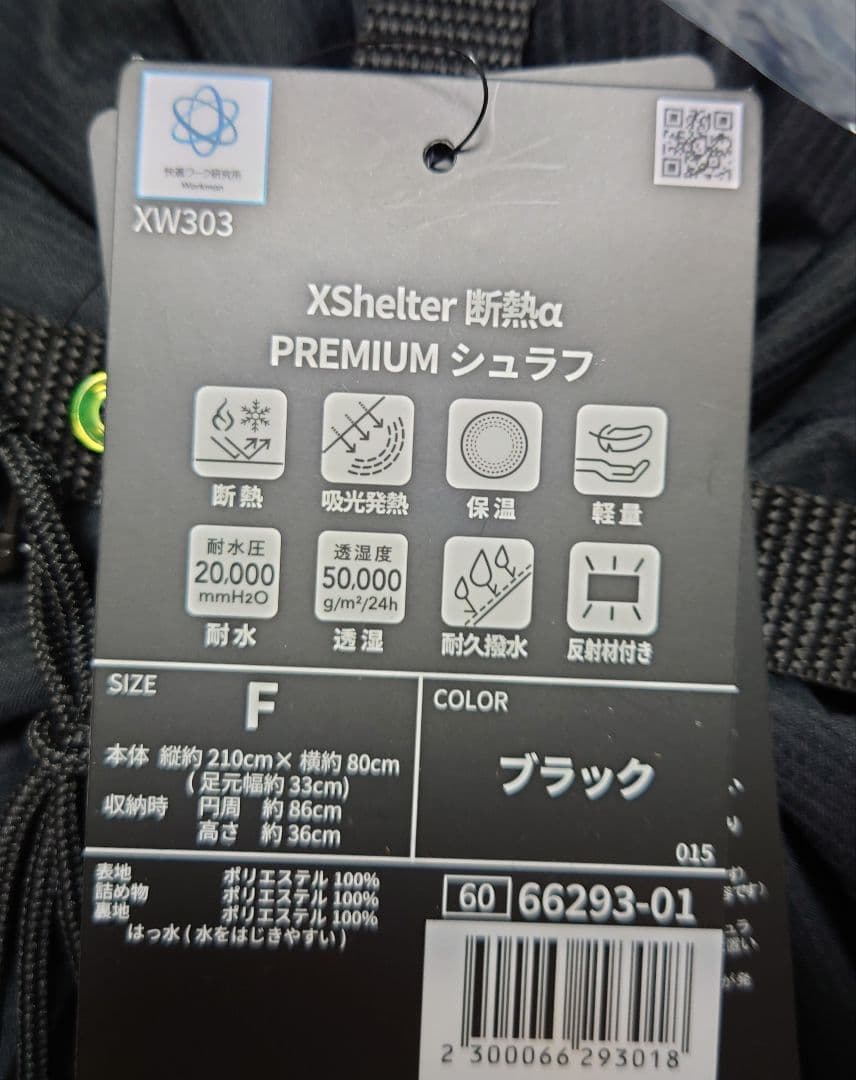 快適ワーク研究所
Workman
XW303
XShelter 断熱α
PREMIUM シュラフ
断熱
吸光発熱
保温
軽量
耐水圧
20,000
mmH2O
耐水
透湿度
50,000
g/m²/24h
透湿
耐久撥水
反射材付き
SIZE
F
本体 縦約 210cm× 横約 80cm
(足元幅約 33cm)
収納時 円周 約 86cm
高さ 約 36cm
COLOR
ブラック
015
表地 ポリエステル 100%
詰め物 ポリエステル 100%
裏地 ポリエステル 100%
はっ水 (水をはじきやすい)
60 66293-01
2 300066 293018